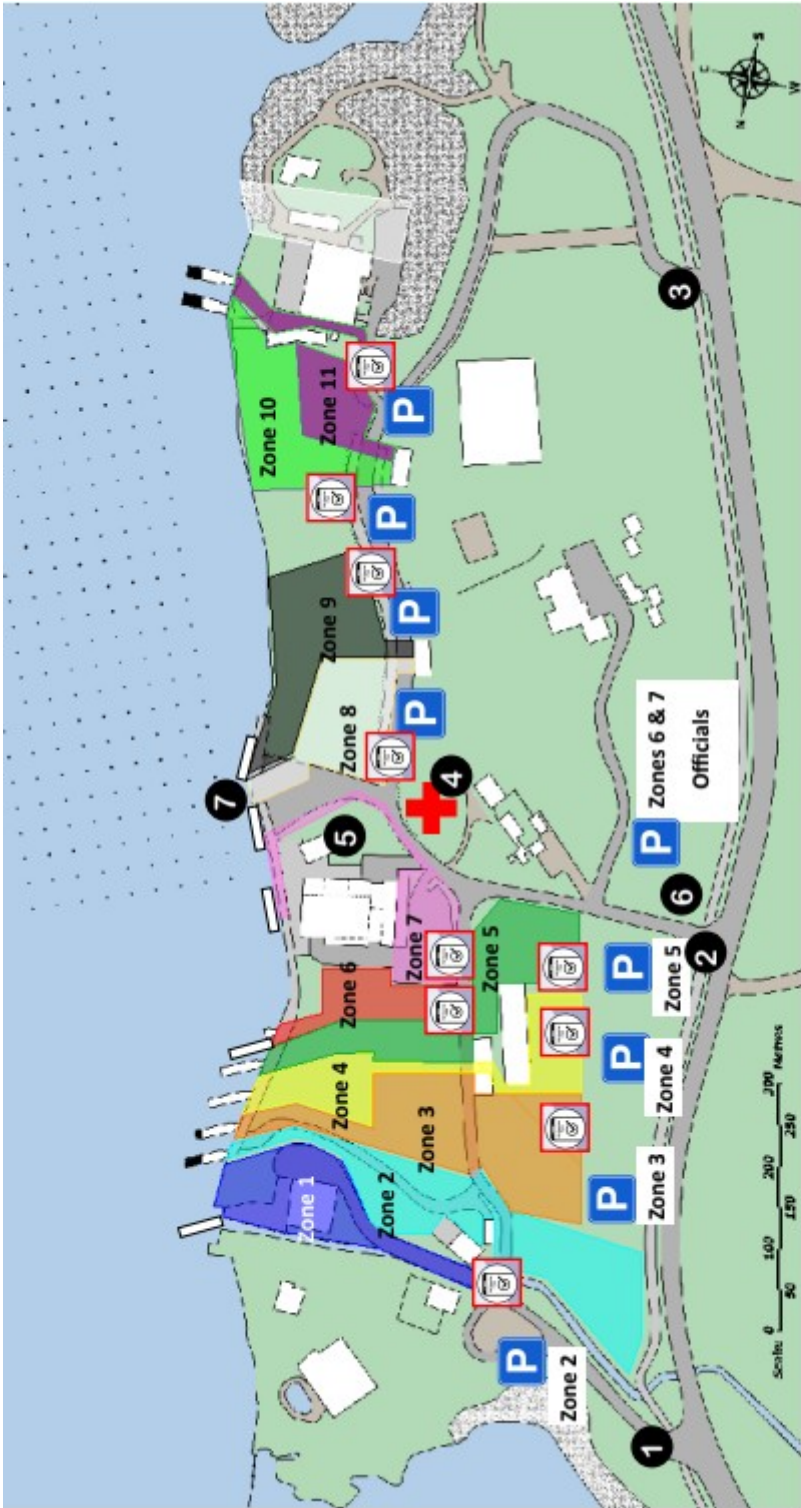 7
Zone 10
Zone 1
Zone 6
5
Zone 9
Zone 11
Zone 4
Zone 8
Zone 2
Zone 3
Zone 7
4
P
P
P
P
Zone 5
P
Zone 2
P
Zone 3
P
Zone 4
P
Zone 5
1
2
6
P
Zones 6 & 7
Officials
3
N
E
S
W
Scale: 0 50 100 150 200 250 300 Metres